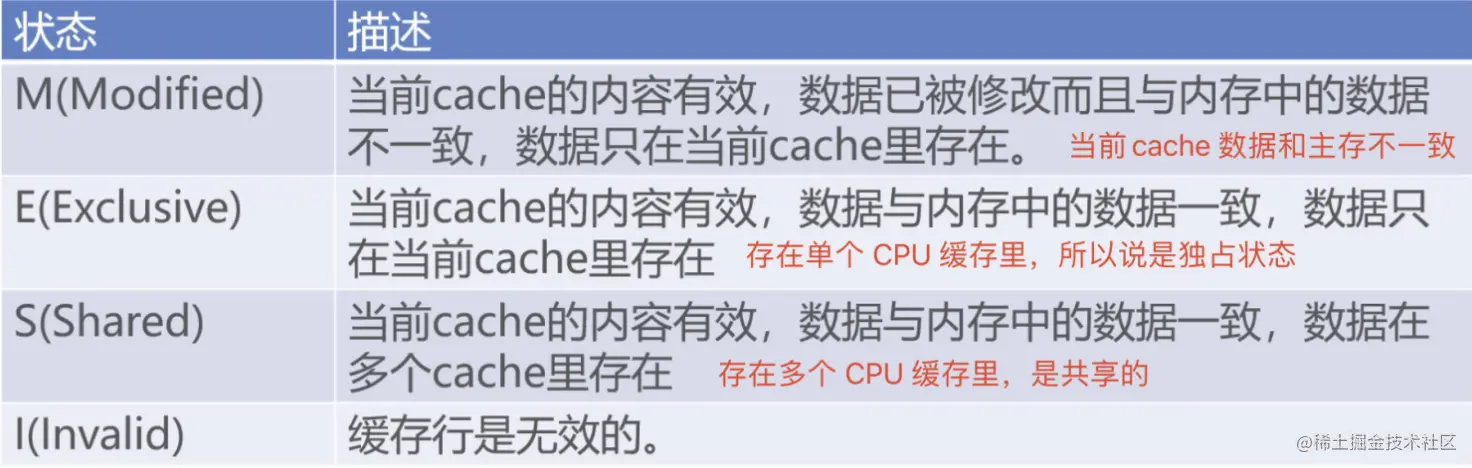 状态 描述
M(Modified) 当前cache的内容有效，数据已被修改而且与内存中的数据
不一致，数据只在当前cache里存在。 当前 cache 数据和主存不一致
E(Exclusive) 当前cache的内容有效，数据与内存中的数据一致，数据只
在当前cache里存在 存在单个 CPU 缓存里，所以说是独占状态
S(Shared) 当前cache的内容有效，数据与内存中的数据一致，数据在
多个cache里存在 存在多个 CPU 缓存里，是共享的
I(Invalid) 缓存行是无效的。
@稀土掘金技术社区